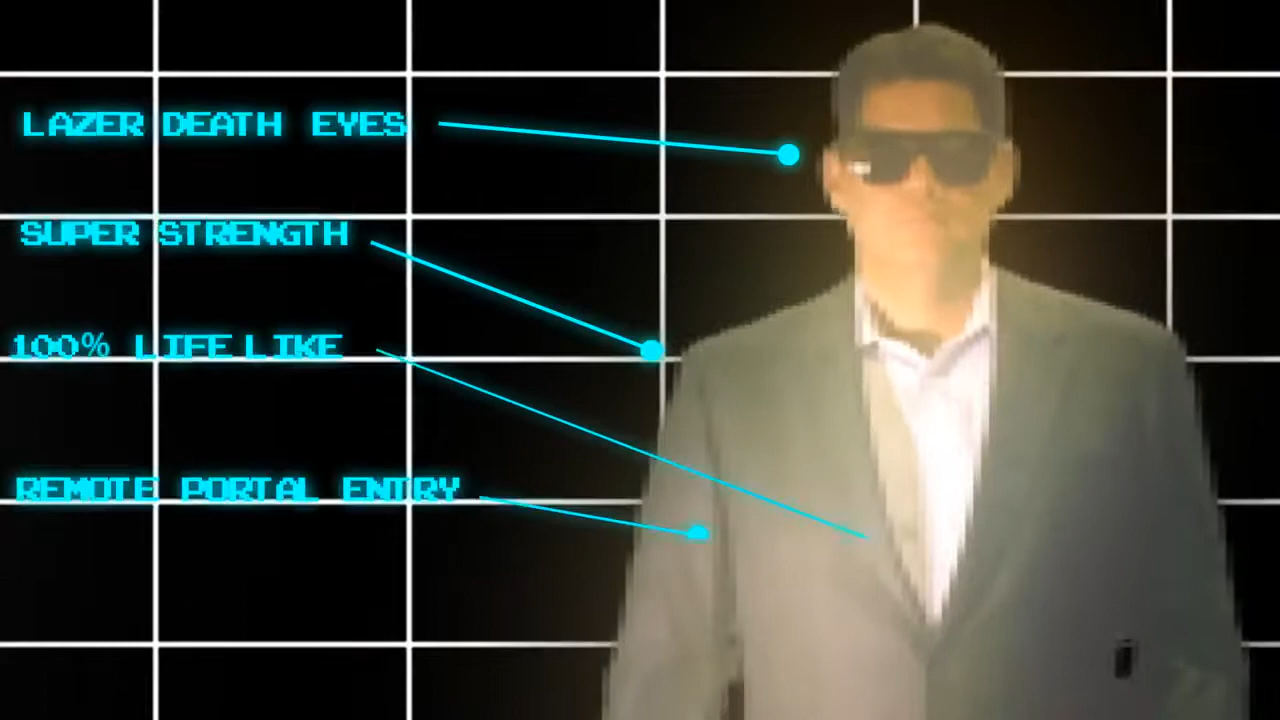 LAZER DEATH EYES
SUPER STRENGTH
100% LIFE LIKE
REMOTE PORTAL ENTRY